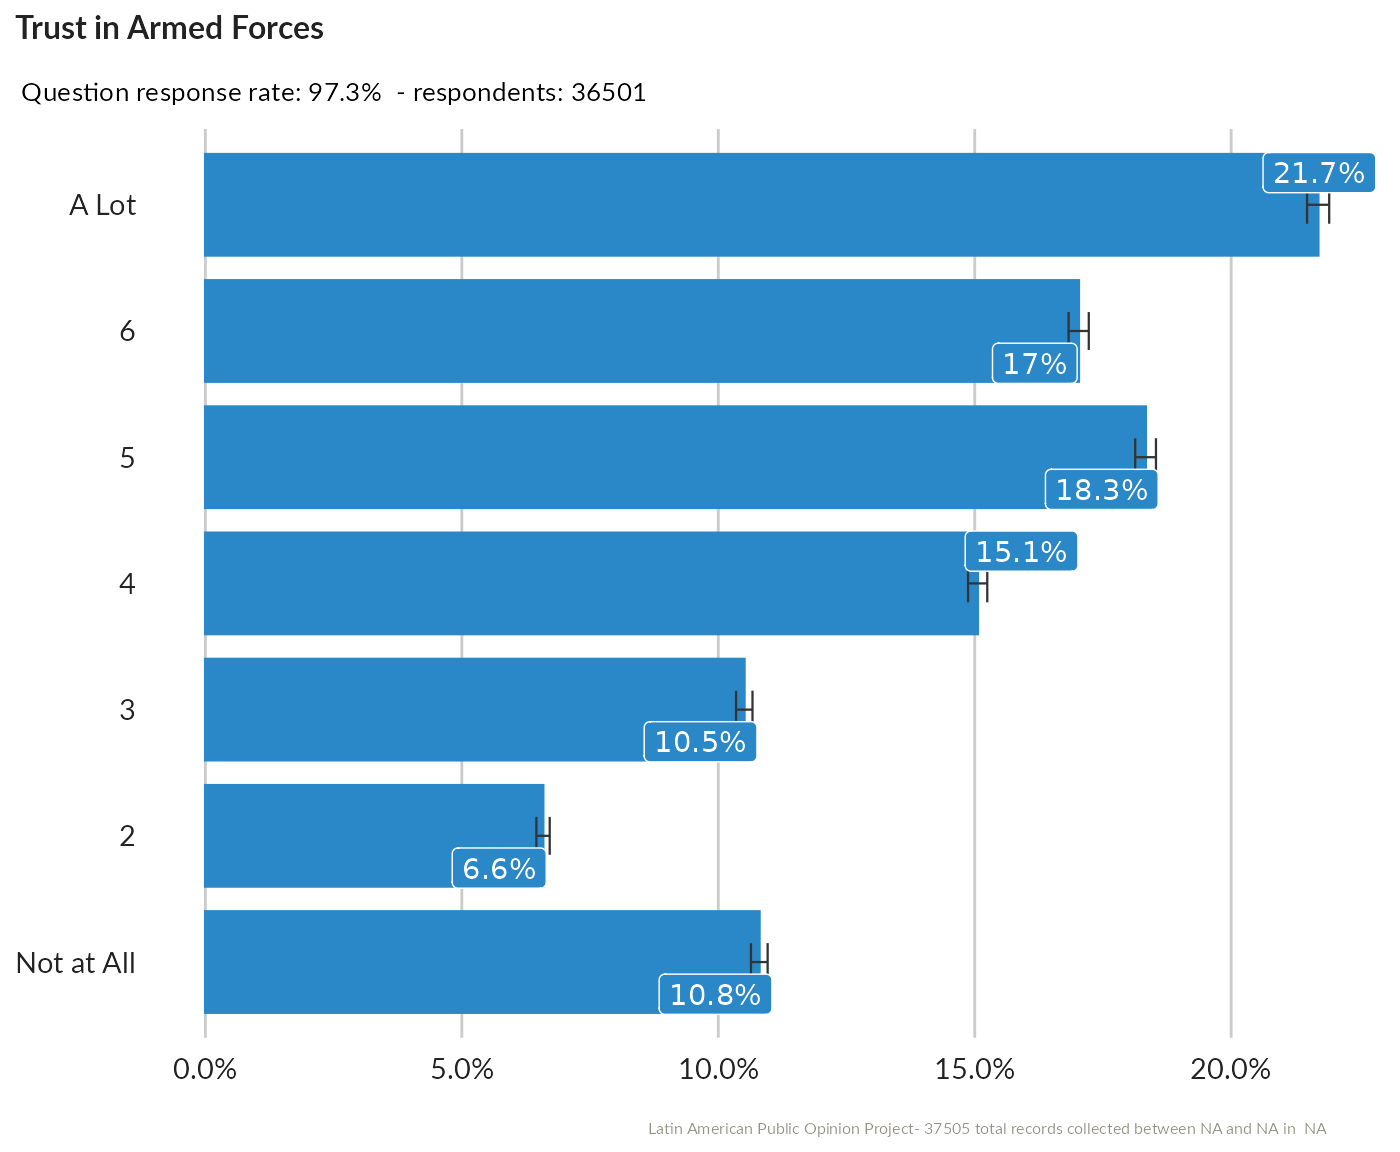 Trust in Armed Forces
Question response rate: 97.3%  - respondents: 36501
A Lot
21.7%
6
17%
5
18.3%
4
15.1%
3
10.5%
2
6.6%
Not at All
10.8%
0.0% 5.0% 10.0% 15.0% 20.0%
Latin American Public Opinion Project- 37505 total records collected between NA and NA in  NA